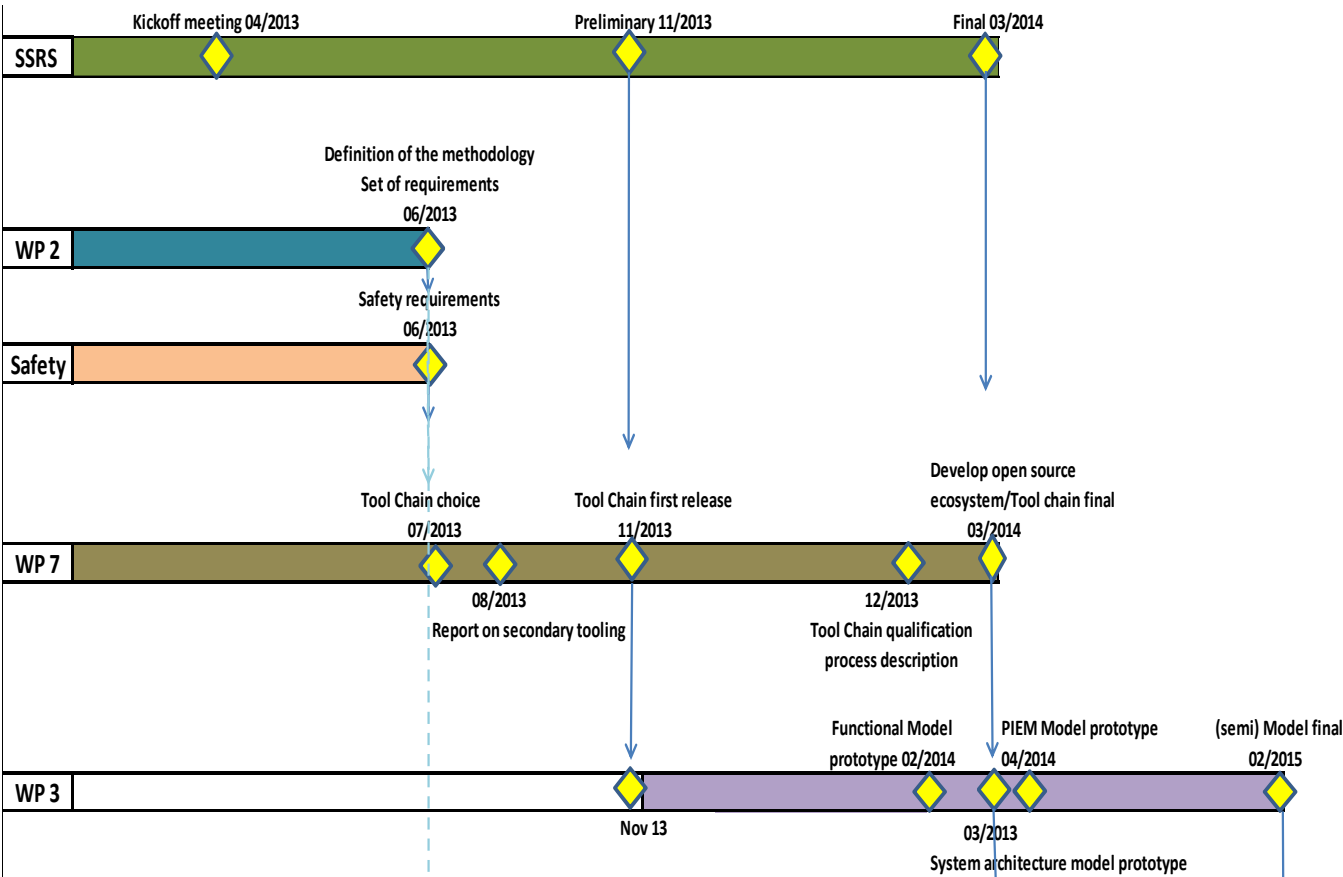 Kickoff meeting 04/2013
Preliminary 11/2013
Final 03/2014
SSRS
Definition of the methodology
Set of requirements
06/2013
WP 2
Safety requirements
06/2013
Safety
Tool Chain choice
07/2013
Tool Chain first release
11/2013
Develop open source
ecosystem/Tool chain final
03/2014
WP 7
08/2013
Report on secondary tooling
12/2013
Tool Chain qualification
process description
Functional Model
prototype 02/2014
PIEM Model prototype
04/2014
(semi) Model final
02/2015
WP 3
Nov 13
03/2013
System architecture model prototype